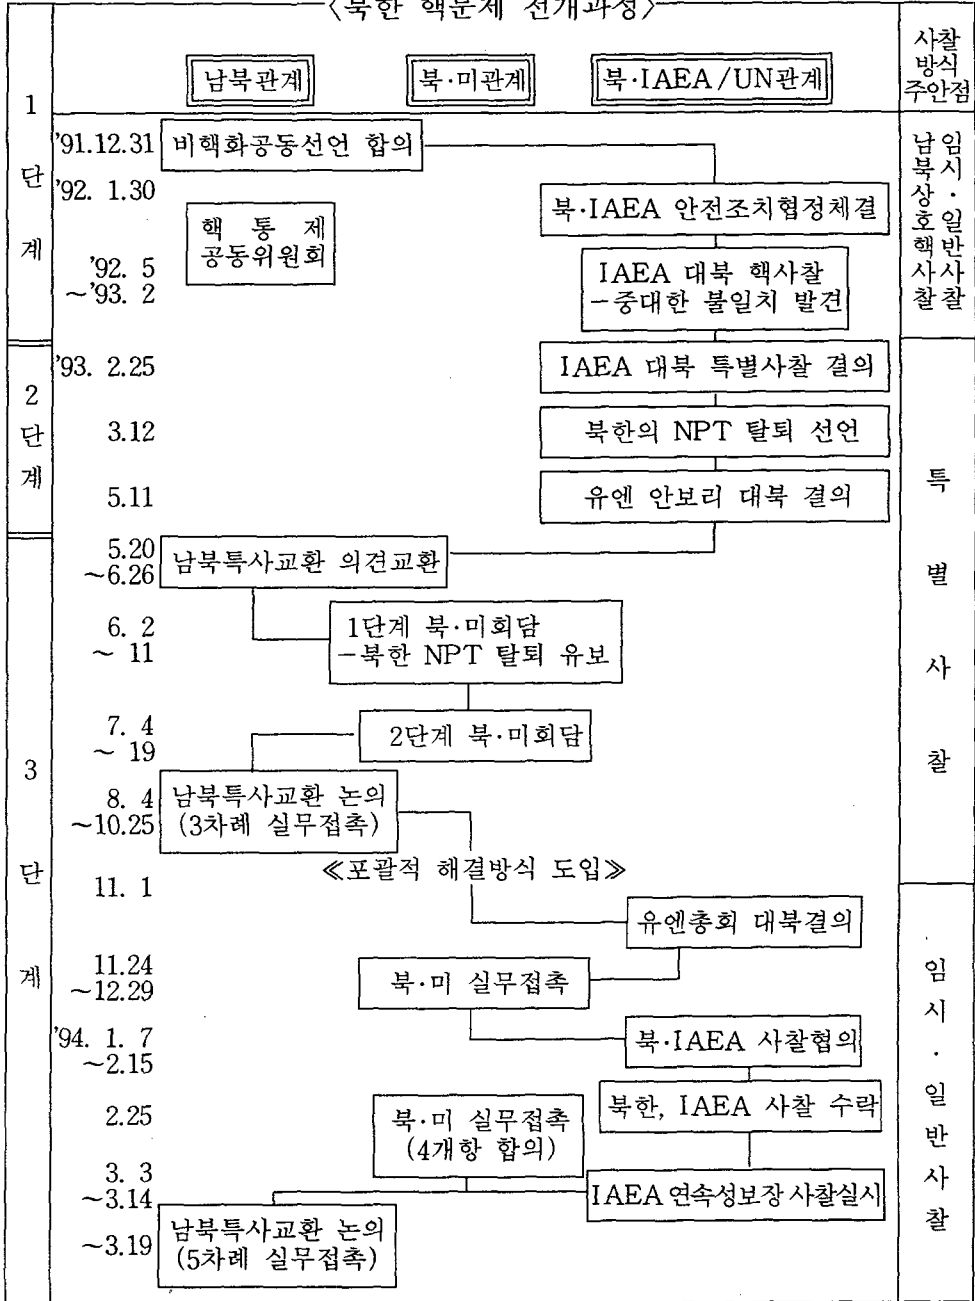 〈북한 핵문제 전개과정〉
남북관계 북·미관계 북·IAEA/UN관계
사찰
방식
주안점
1
단
계
'91.12.31 비핵화공동선언 합의
'92. 1.30 북·IAEA 안전조치협정체결
핵 통 제
공동위원회
'92. 5
～'93. 2
IAEA 대북 핵사찰
-중대한 불일치 발견
남북상호핵사찰
임시·일반사찰
2
단
계
'93. 2.25 IAEA 대북 특별사찰 결의
3.12 북한의 NPT 탈퇴 선언
5.11 유엔 안보리 대북 결의
3
단
계
5.20
～6.26
남북특사교환 의견교환
6. 2
～ 11
1단계 북·미회담
-북한 NPT 탈퇴 유보
7. 4
～ 19
2단계 북·미회담
8. 4
～10.25
남북특사교환 논의
(3차례 실무접촉)
≪포괄적 해결방식 도입≫
특
별
사
찰
11. 1 유엔총회 대북결의
11.24
～12.29
북·미 실무접촉
'94. 1. 7
～2.15
북·IAEA 사찰협의
2.25 북·미 실무접촉
(4개항 합의)
북한, IAEA 사찰 수락
3. 3
～3.14
IAEA 연속성보장 사찰실시
～3.19
남북특사교환 논의
(5차례 실무접촉)
임
시
·
일
반
사
찰